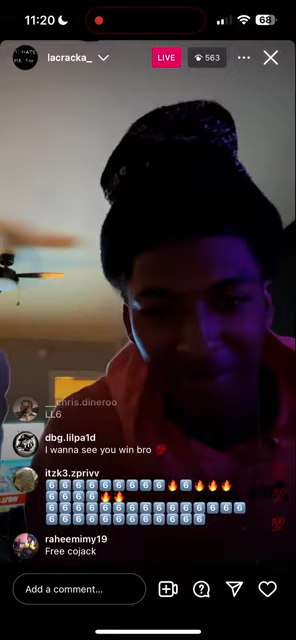 11:20
68
lacracka_
LIVE
563
__chris.dineroo
LL6
dbg.lilpa1d
I wanna see you win bro 💯
itzk3.zprivv
6️⃣6️⃣6️⃣6️⃣6️⃣6️⃣6️⃣6️⃣6️⃣🔥6️⃣🔥🔥🔥
6️⃣6️⃣6️⃣6️⃣🔥🔥
6️⃣6️⃣6️⃣6️⃣6️⃣6️⃣6️⃣6️⃣6️⃣6️⃣6️⃣6️⃣6️⃣6️⃣6️⃣
6️⃣6️⃣6️⃣6️⃣6️⃣6️⃣6️⃣6️⃣6️⃣6️⃣6️⃣6️⃣
raheemimy19
Free cojack
Add a comment...